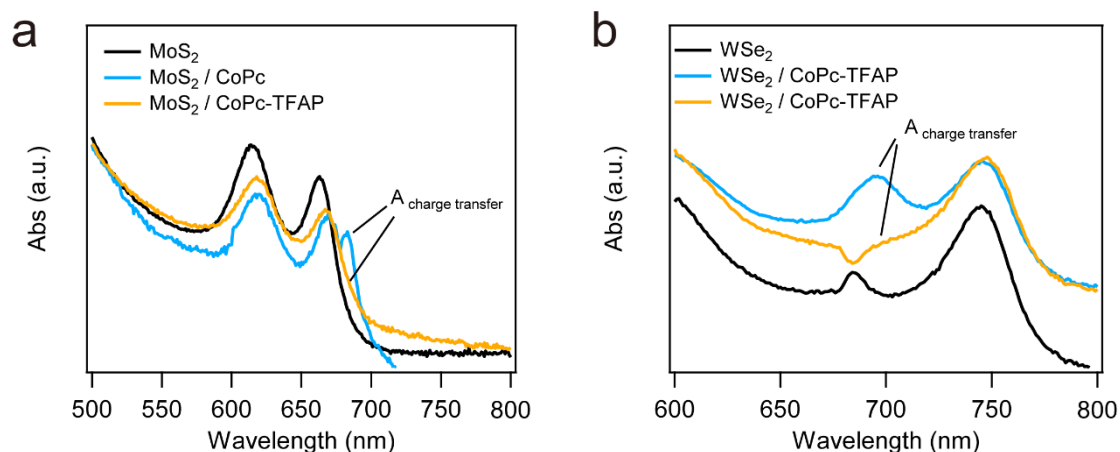 a
MoS₂
MoS₂ / CoPc
MoS₂ / CoPc-TFAP
A charge transfer
Abs (a.u.)
500 550 600 650 700 750 800
Wavelength (nm)
b
WSe₂
WSe₂ / CoPc-TFAP
WSe₂ / CoPc-TFAP
A charge transfer
Abs (a.u.)
600 650 700 750 800
Wavelength (nm)